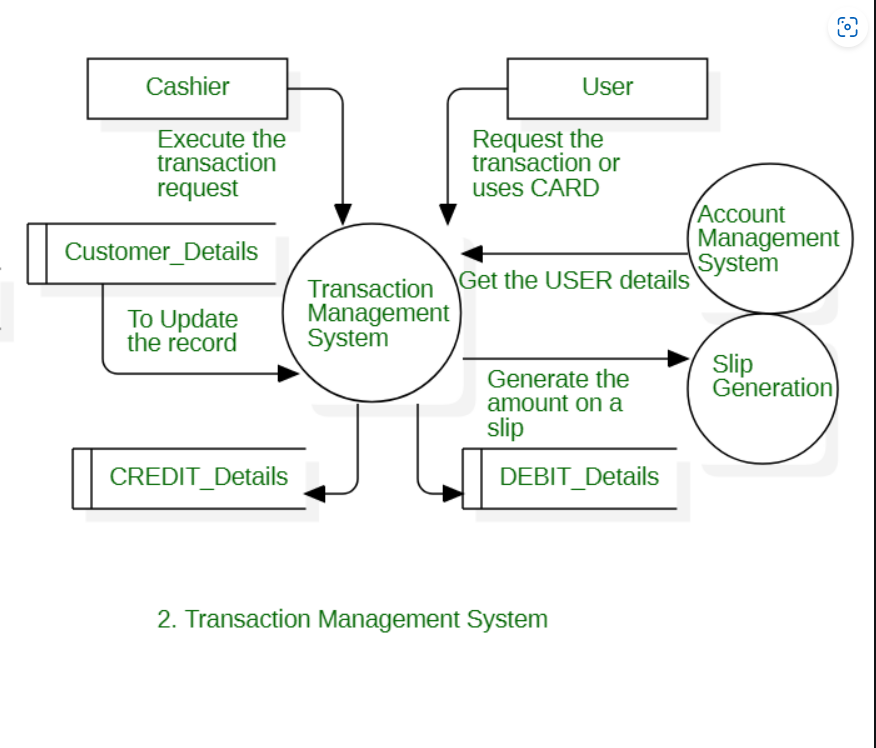 Cashier
User
Execute the
transaction
request
Request the
transaction or
uses CARD
Account
Management
System
Customer_Details
Get the USER details
Transaction
Management
System
To Update
the record
Slip
Generation
Generate the
amount on a
slip
CREDIT_Details
DEBIT_Details
2. Transaction Management System